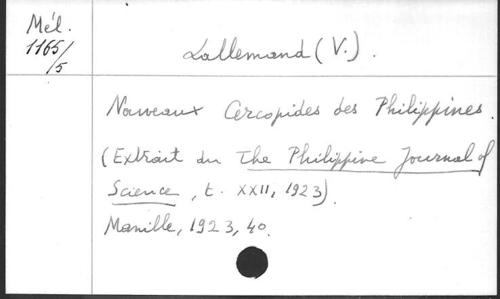 Mél.
1165/
/5
Lallemand (V.).
Nouveaux Cercopides des Philippines.
(Extrait du The Philippine Journal of
Science, t. XXII, 1923).
Manille, 1923, 40.